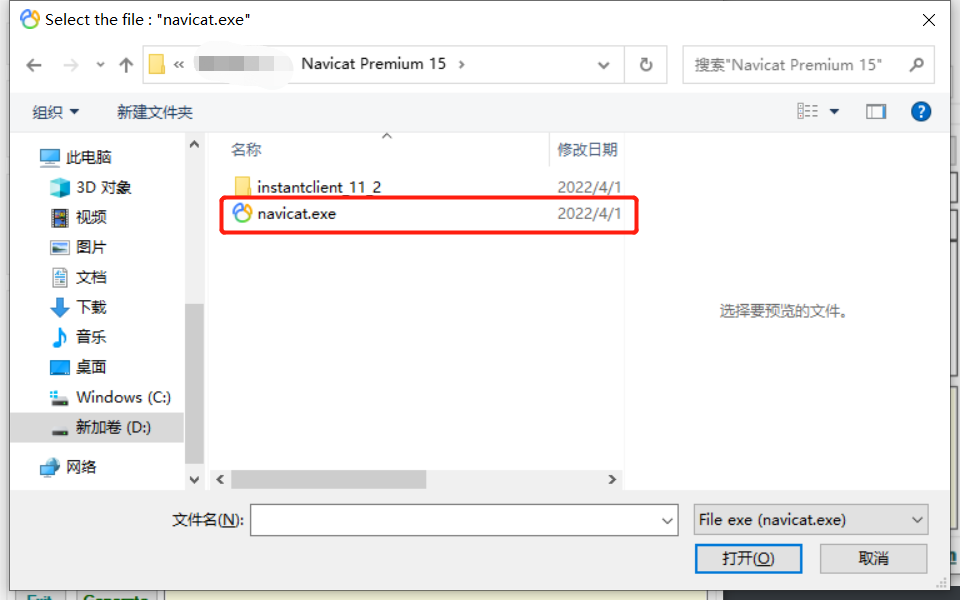 Select the file : "navicat.exe"
« Navicat Premium 15 ›
搜索"Navicat Premium 15"
组织 新建文件夹
名称 修改日期
此电脑
3D 对象
视频
图片
文档
下载
音乐
桌面
Windows (C:)
新加卷 (D:)
网络
instantclient_11_2 2022/4/1
navicat.exe 2022/4/1
选择要预览的文件。
文件名(N):
File exe (navicat.exe)
打开(O) 取消